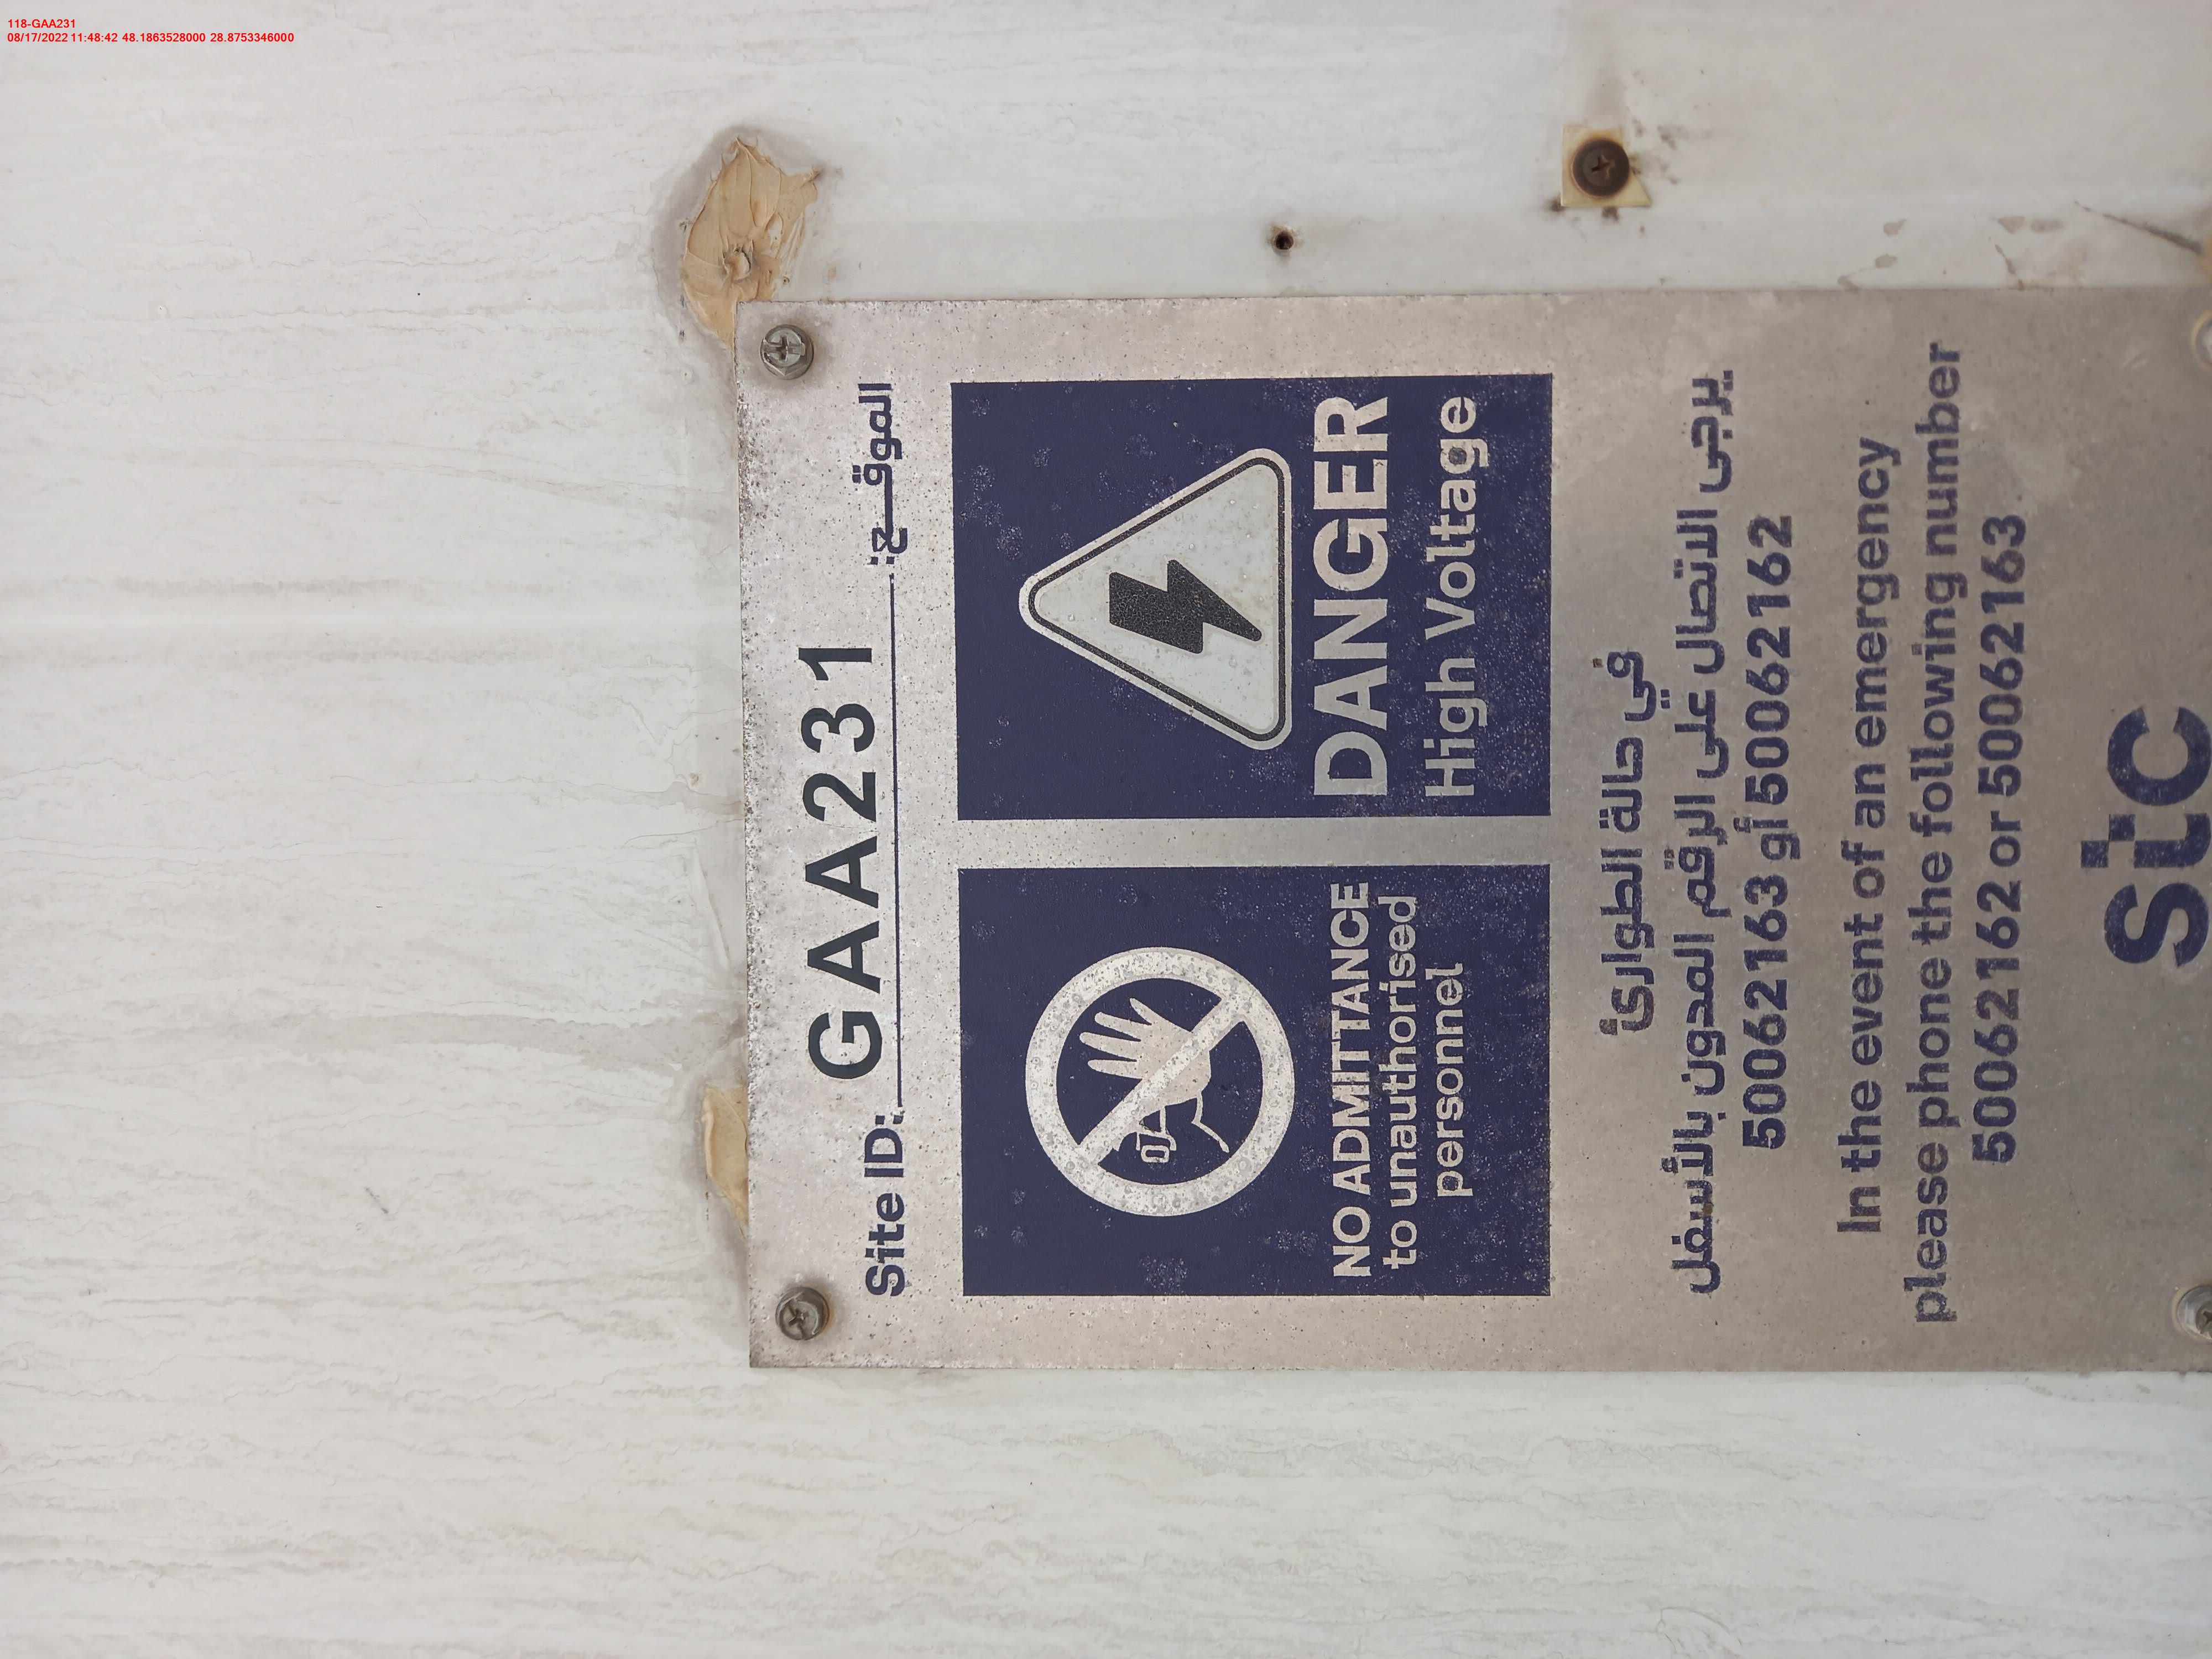 118-GAA231
08/17/2022 11:48:42 48.1863528000 28.8753346000
Site ID: GAA231 الموقـــع:
NO ADMITTANCE
to unauthorised
personnel
DANGER
High Voltage
في حالة الطوارئ
يرجى الاتصال على الرقم المدون بالأسفل
50062163 أو 50062162
In the event of an emergency
please phone the following number
50062162 or 50062163
stc